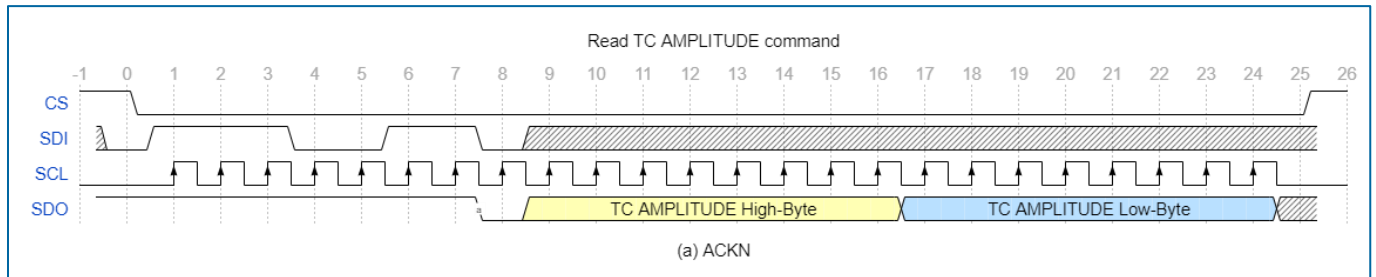 Read TC AMPLITUDE command
-1 0 1 2 3 4 5 6 7 8 9 10 11 12 13 14 15 16 17 18 19 20 21 22 23 24 25 26
CS
SDI
SCL
SDO a TC AMPLITUDE High-Byte TC AMPLITUDE Low-Byte
(a) ACKN